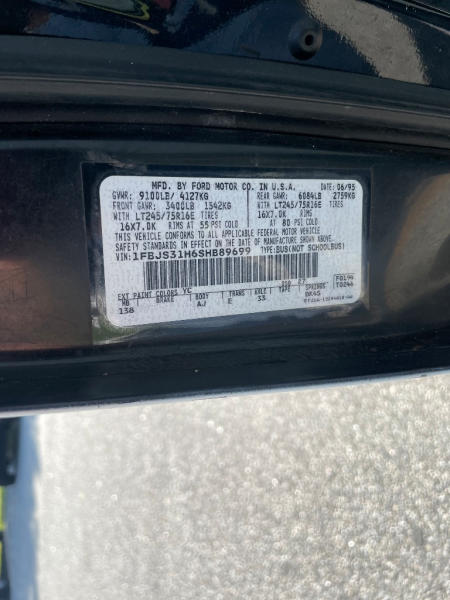 MFD. BY FORD MOTOR CO. IN U.S.A. DATE: 06/95
GVWR: 9100LB/ 4127KG
FRONT GAWR: 3400LB 1542KG REAR GAWR: 6084LB 2759KG
WITH LT245/75R16E TIRES WITH LT245/75R16E TIRES
16X7.0K RIMS 16X7.0K RIMS
AT 55 PSI COLD AT 80 PSI COLD
THIS VEHICLE CONFORMS TO ALL APPLICABLE FEDERAL MOTOR VEHICLE
SAFETY STANDARDS IN EFFECT ON THE DATE OF MANUFACTURE SHOWN ABOVE.
VIN: 1FBJS31H6SHB89699 TYPE: BUS(NOT SCHOOLBUS)
EXT PAINT COLORS YC DSO
WB BRAKE BODY TRANS AXLE TAPE SPRINGS
138 AJ E 33